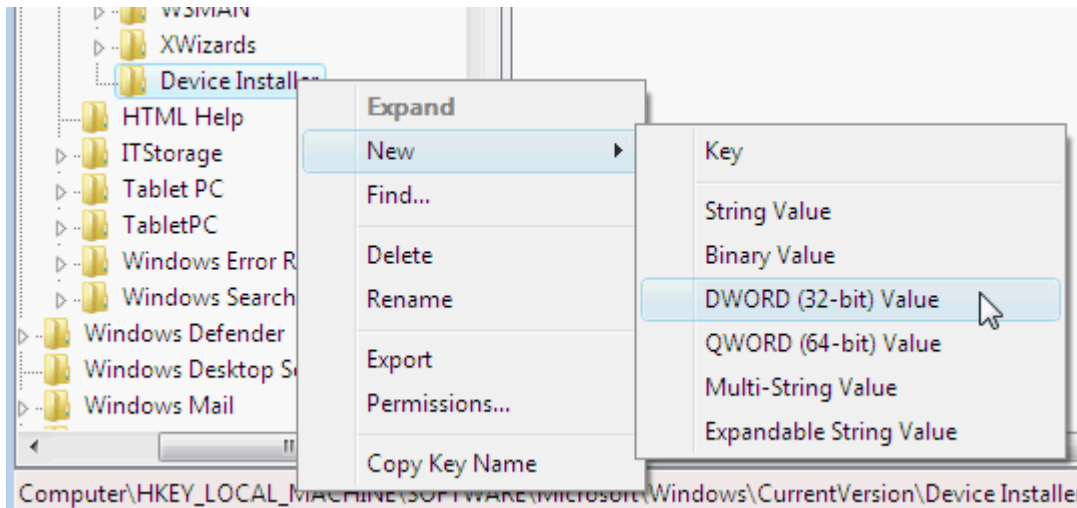 WSMAN
XWizards
Device Installer
HTML Help
ITStorage
Tablet PC
TabletPC
Windows Error R
Windows Search
Windows Defender
Windows Desktop Se
Windows Mail
Expand
New
Find...
Delete
Rename
Export
Permissions...
Copy Key Name
Key
String Value
Binary Value
DWORD (32-bit) Value
QWORD (64-bit) Value
Multi-String Value
Expandable String Value
Computer\HKEY_LOCAL_MACHINE\SOFTWARE\Microsoft\Windows\CurrentVersion\Device Installer